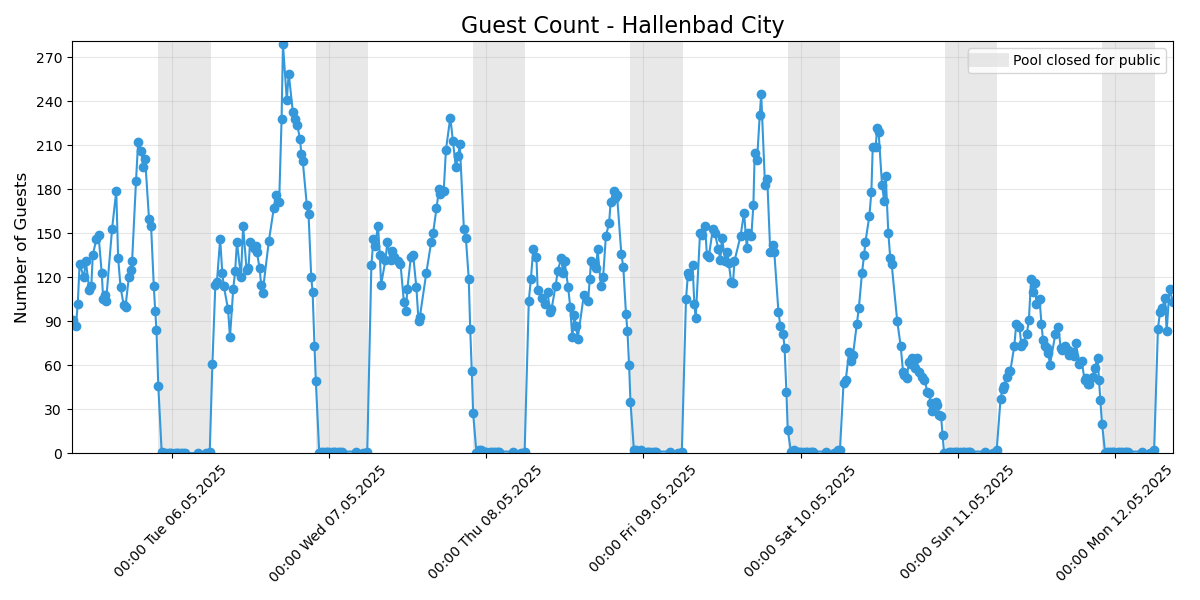 Guest Count - Hallenbad City
Pool closed for public
Number of Guests
270
240
210
180
150
120
90
60
30
0
00:00 Tue 06.05.2025
00:00 Wed 07.05.2025
00:00 Thu 08.05.2025
00:00 Fri 09.05.2025
00:00 Sat 10.05.2025
00:00 Sun 11.05.2025
00:00 Mon 12.05.2025